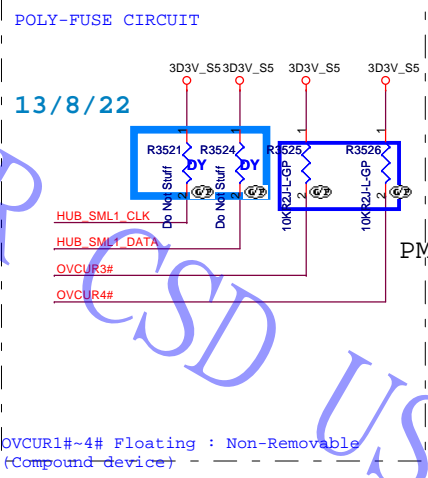 POLY-FUSE CIRCUIT
3D3V_S5 3D3V_S5 3D3V_S5 3D3V_S5
13/8/22
1 1 1 1
R3521 R3524 R3525 R3526
DY DY
2 2 2 2
Do Not Stuff Do Not Stuff 10KR2J-L-GP 10KR2J-L-GP
HUB_SML1_CLK
HUB_SML1_DATA
PM
OVCUR3#
OVCUR4#
CSD US
OVCUR1#~4# Floating : Non-Removable
(Compound device)